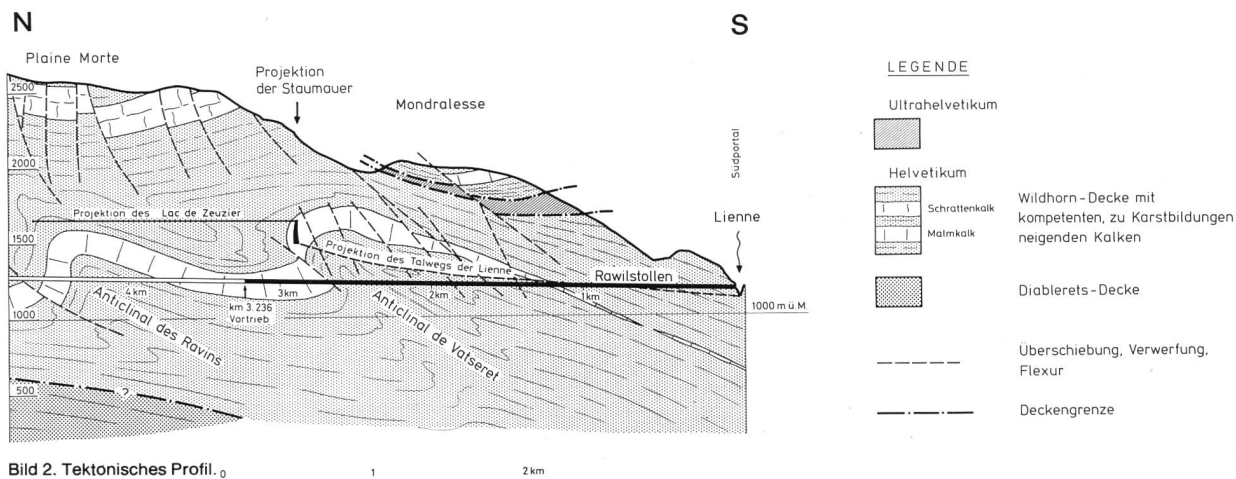 N
S
Plaine Morte
Projektion
der Staumauer
Mondralesse
Südportal
Lienne
2500
2000
1500
1000
500
Projektion des Lac de Zeuzier
Projektion des Talwegs der Lienne
Rawilstollen
4 km
3km
2km
1km
km 3.236
Vortrieb
1000 m ü.M.
Anticlinal des Ravins
Anticlinal de Vatseret
?
LEGENDE
Ultrahelvetikum
Helvetikum
Schrattenkalk
Malmkalk
Wildhorn-Decke mit
kompetenten, zu Karstbildungen
neigenden Kalken
Diablerets-Decke
Überschiebung, Verwerfung,
Flexur
Deckengrenze
Bild 2. Tektonisches Profil.
0 1 2 km